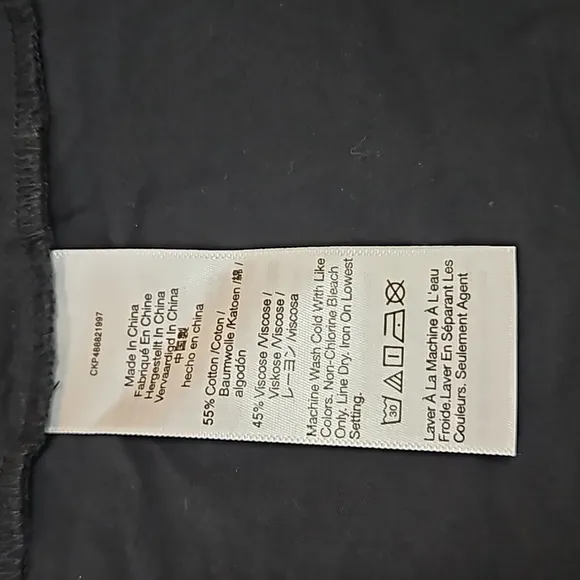 CKP488821997
Made In China
Fabriqué En Chine
Hergestellt In China
Vervaardigd In China
中国製
hecho en china
55% Cotton /Coton /
Baumwolle /Katoen /綿 /
algodón
45% Viscose /Viscose /
Viskose /Viscose /
レーヨン /viscosa
Machine Wash Cold With Like
Colors. Non-Chlorine Bleach
Only. Line Dry. Iron On Lowest
Setting.
30
Laver À La Machine À L'eau
Froide.Laver En Séparant Les
Couleurs. Seulement Agent